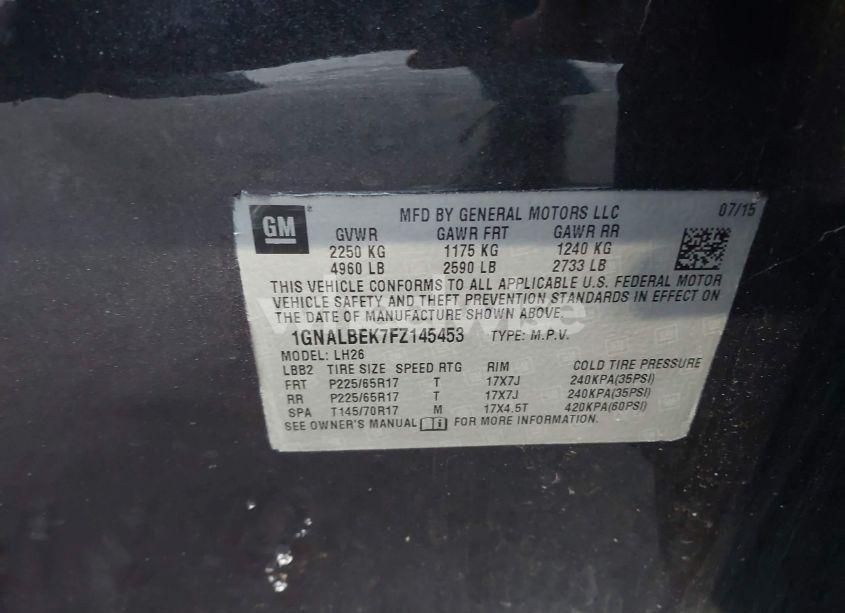 GM
MFD BY GENERAL MOTORS LLC 07/15
GVWR GAWR FRT GAWR RR
2250 KG 1175 KG 1240 KG
4960 LB 2590 LB 2733 LB
THIS VEHICLE CONFORMS TO ALL APPLICABLE U.S. FEDERAL MOTOR
VEHICLE SAFETY AND THEFT PREVENTION STANDARDS IN EFFECT ON
THE DATE OF MANUFACTURE SHOWN ABOVE.
1GNALBEK7FZ145453 TYPE: M.P.V.
MODEL: LH26
LBB2 TIRE SIZE SPEED RTG RIM COLD TIRE PRESSURE
FRT P225/65R17 T 17X7J 240KPA(35PSI)
RR P225/65R17 T 17X7J 240KPA(35PSI)
SPA T145/70R17 M 17X4.5T 420KPA(60PSI)
SEE OWNER'S MANUAL FOR MORE INFORMATION.